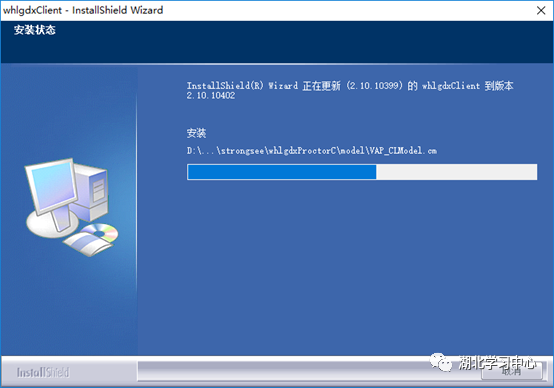 whlgdxClient - InstallShield Wizard
安装状态
InstallShield(R) Wizard 正在更新 (2.10.10399) 的 whlgdxClient 到版本
2.10.10402
安装
D:\...\strongsee\whlgdxProctorC\model\VAP_CLModel.cm
InstallShield
湖北学习中心
取消